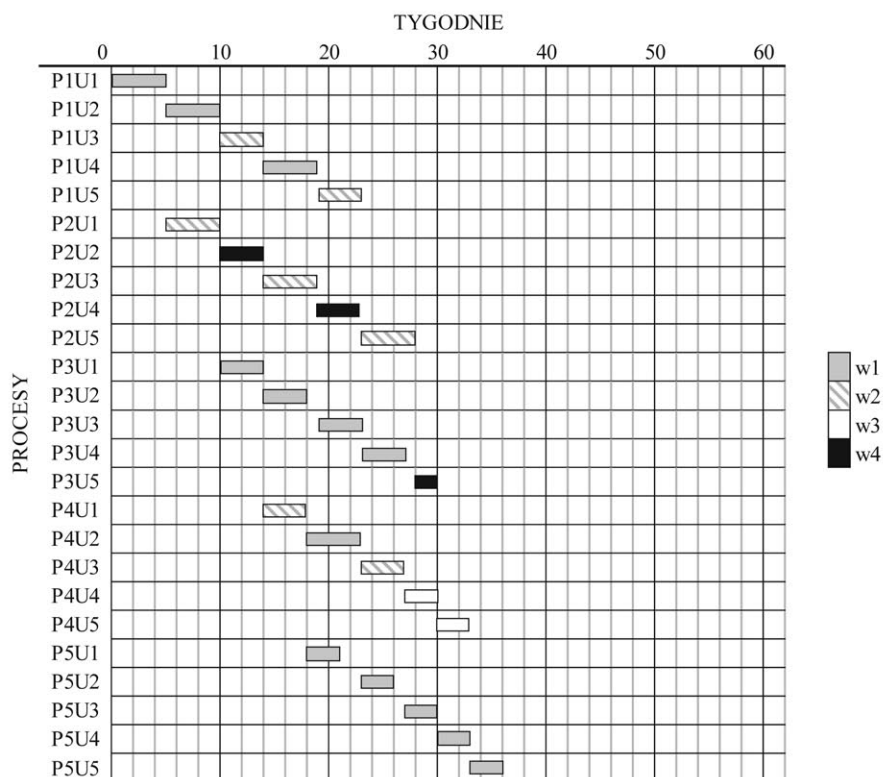 TYGODNIE
0 10 20 30 40 50 60
P1U1
P1U2
P1U3
P1U4
P1U5
P2U1
P2U2
P2U3
P2U4
P2U5
P3U1
P3U2
P3U3
P3U4
P3U5
P4U1
P4U2
P4U3
P4U4
P4U5
P5U1
P5U2
P5U3
P5U4
P5U5
PROCESY
w1
w2
w3
w4